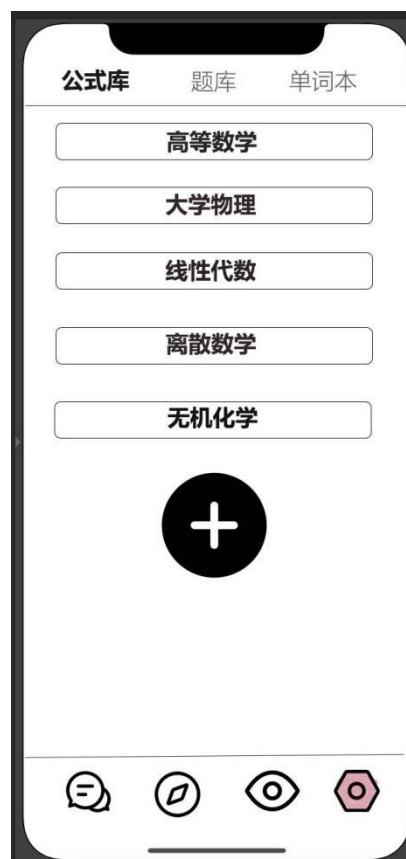 公式库 题库 单词本
高等数学
大学物理
线性代数
离散数学
无机化学